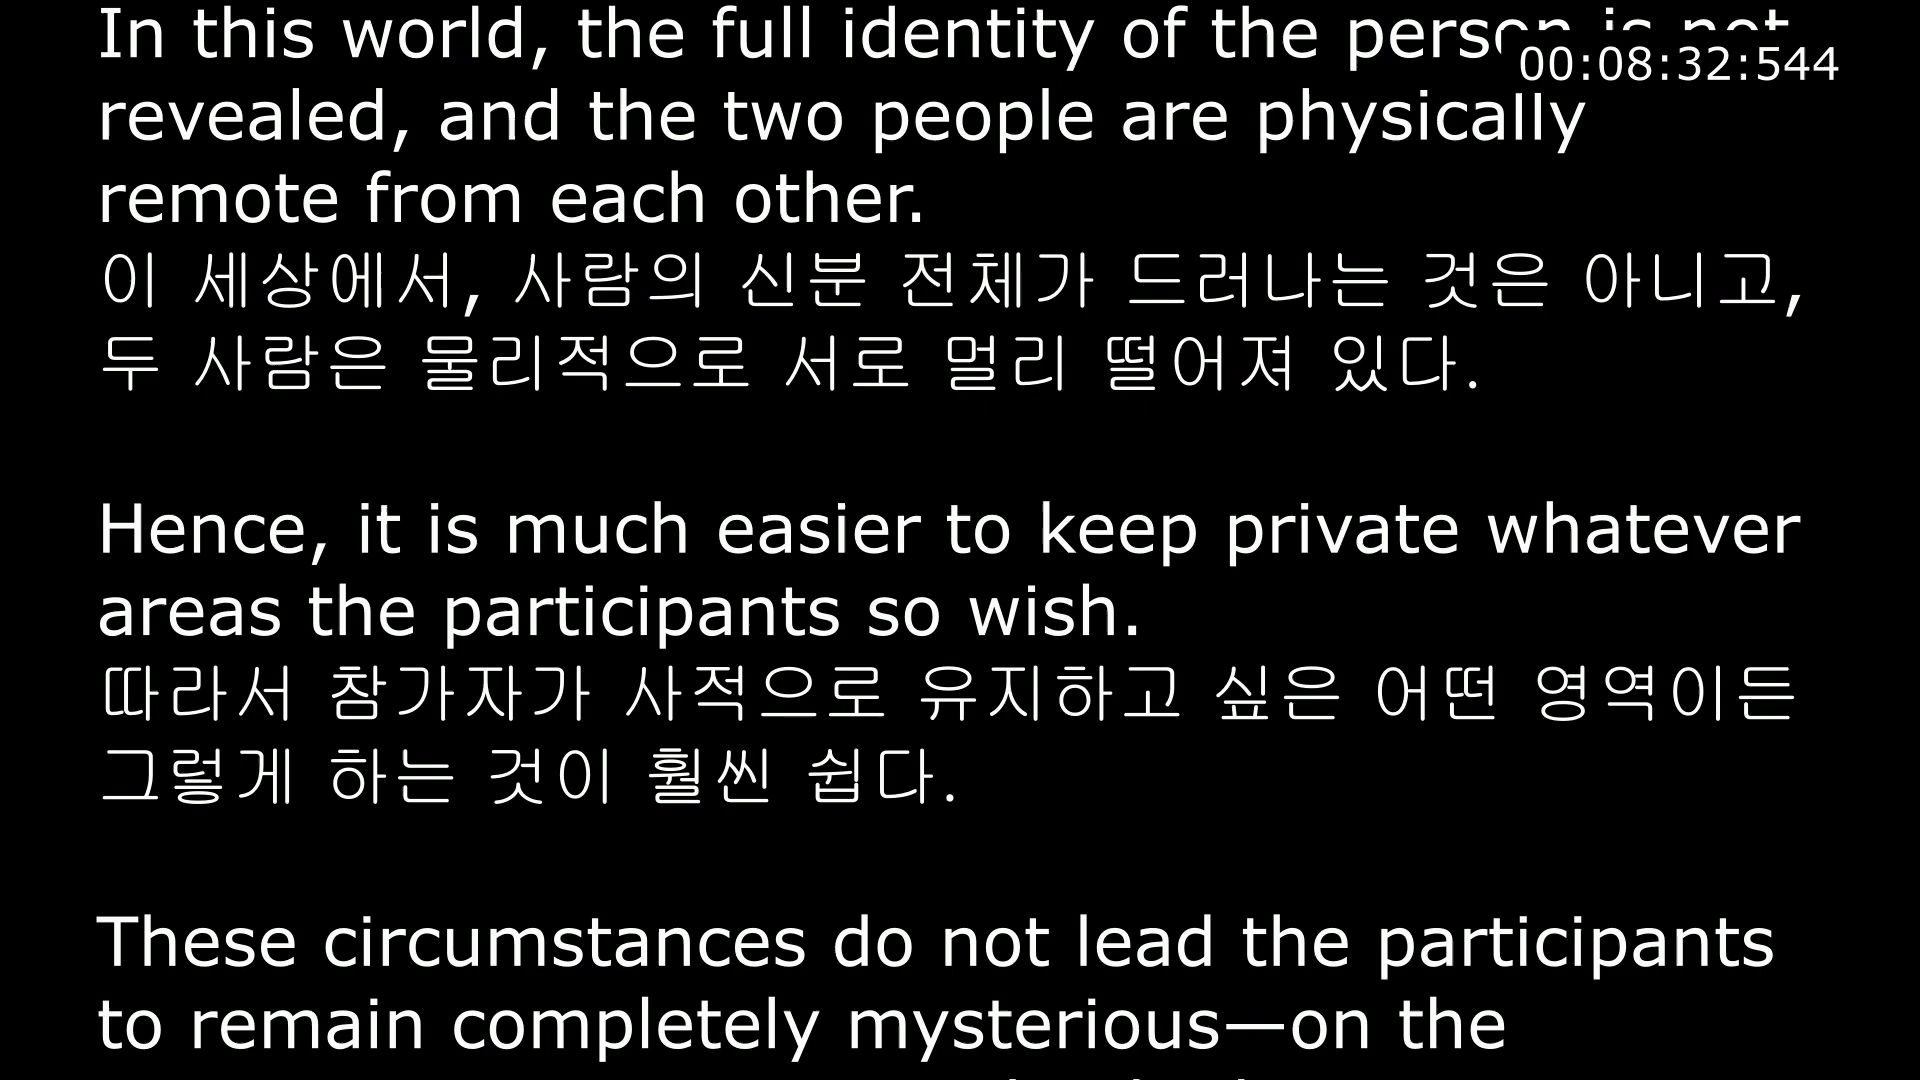 In this world, the full identity of the person is not
00:08:32:544
revealed, and the two people are physically
remote from each other.
이 세상에서, 사람의 신분 전체가 드러나는 것은 아니고,
두 사람은 물리적으로 서로 멀리 떨어져 있다.
Hence, it is much easier to keep private whatever
areas the participants so wish.
따라서 참가자가 사적으로 유지하고 싶은 어떤 영역이든
그렇게 하는 것이 훨씬 쉽다.
These circumstances do not lead the participants
to remain completely mysterious—on the